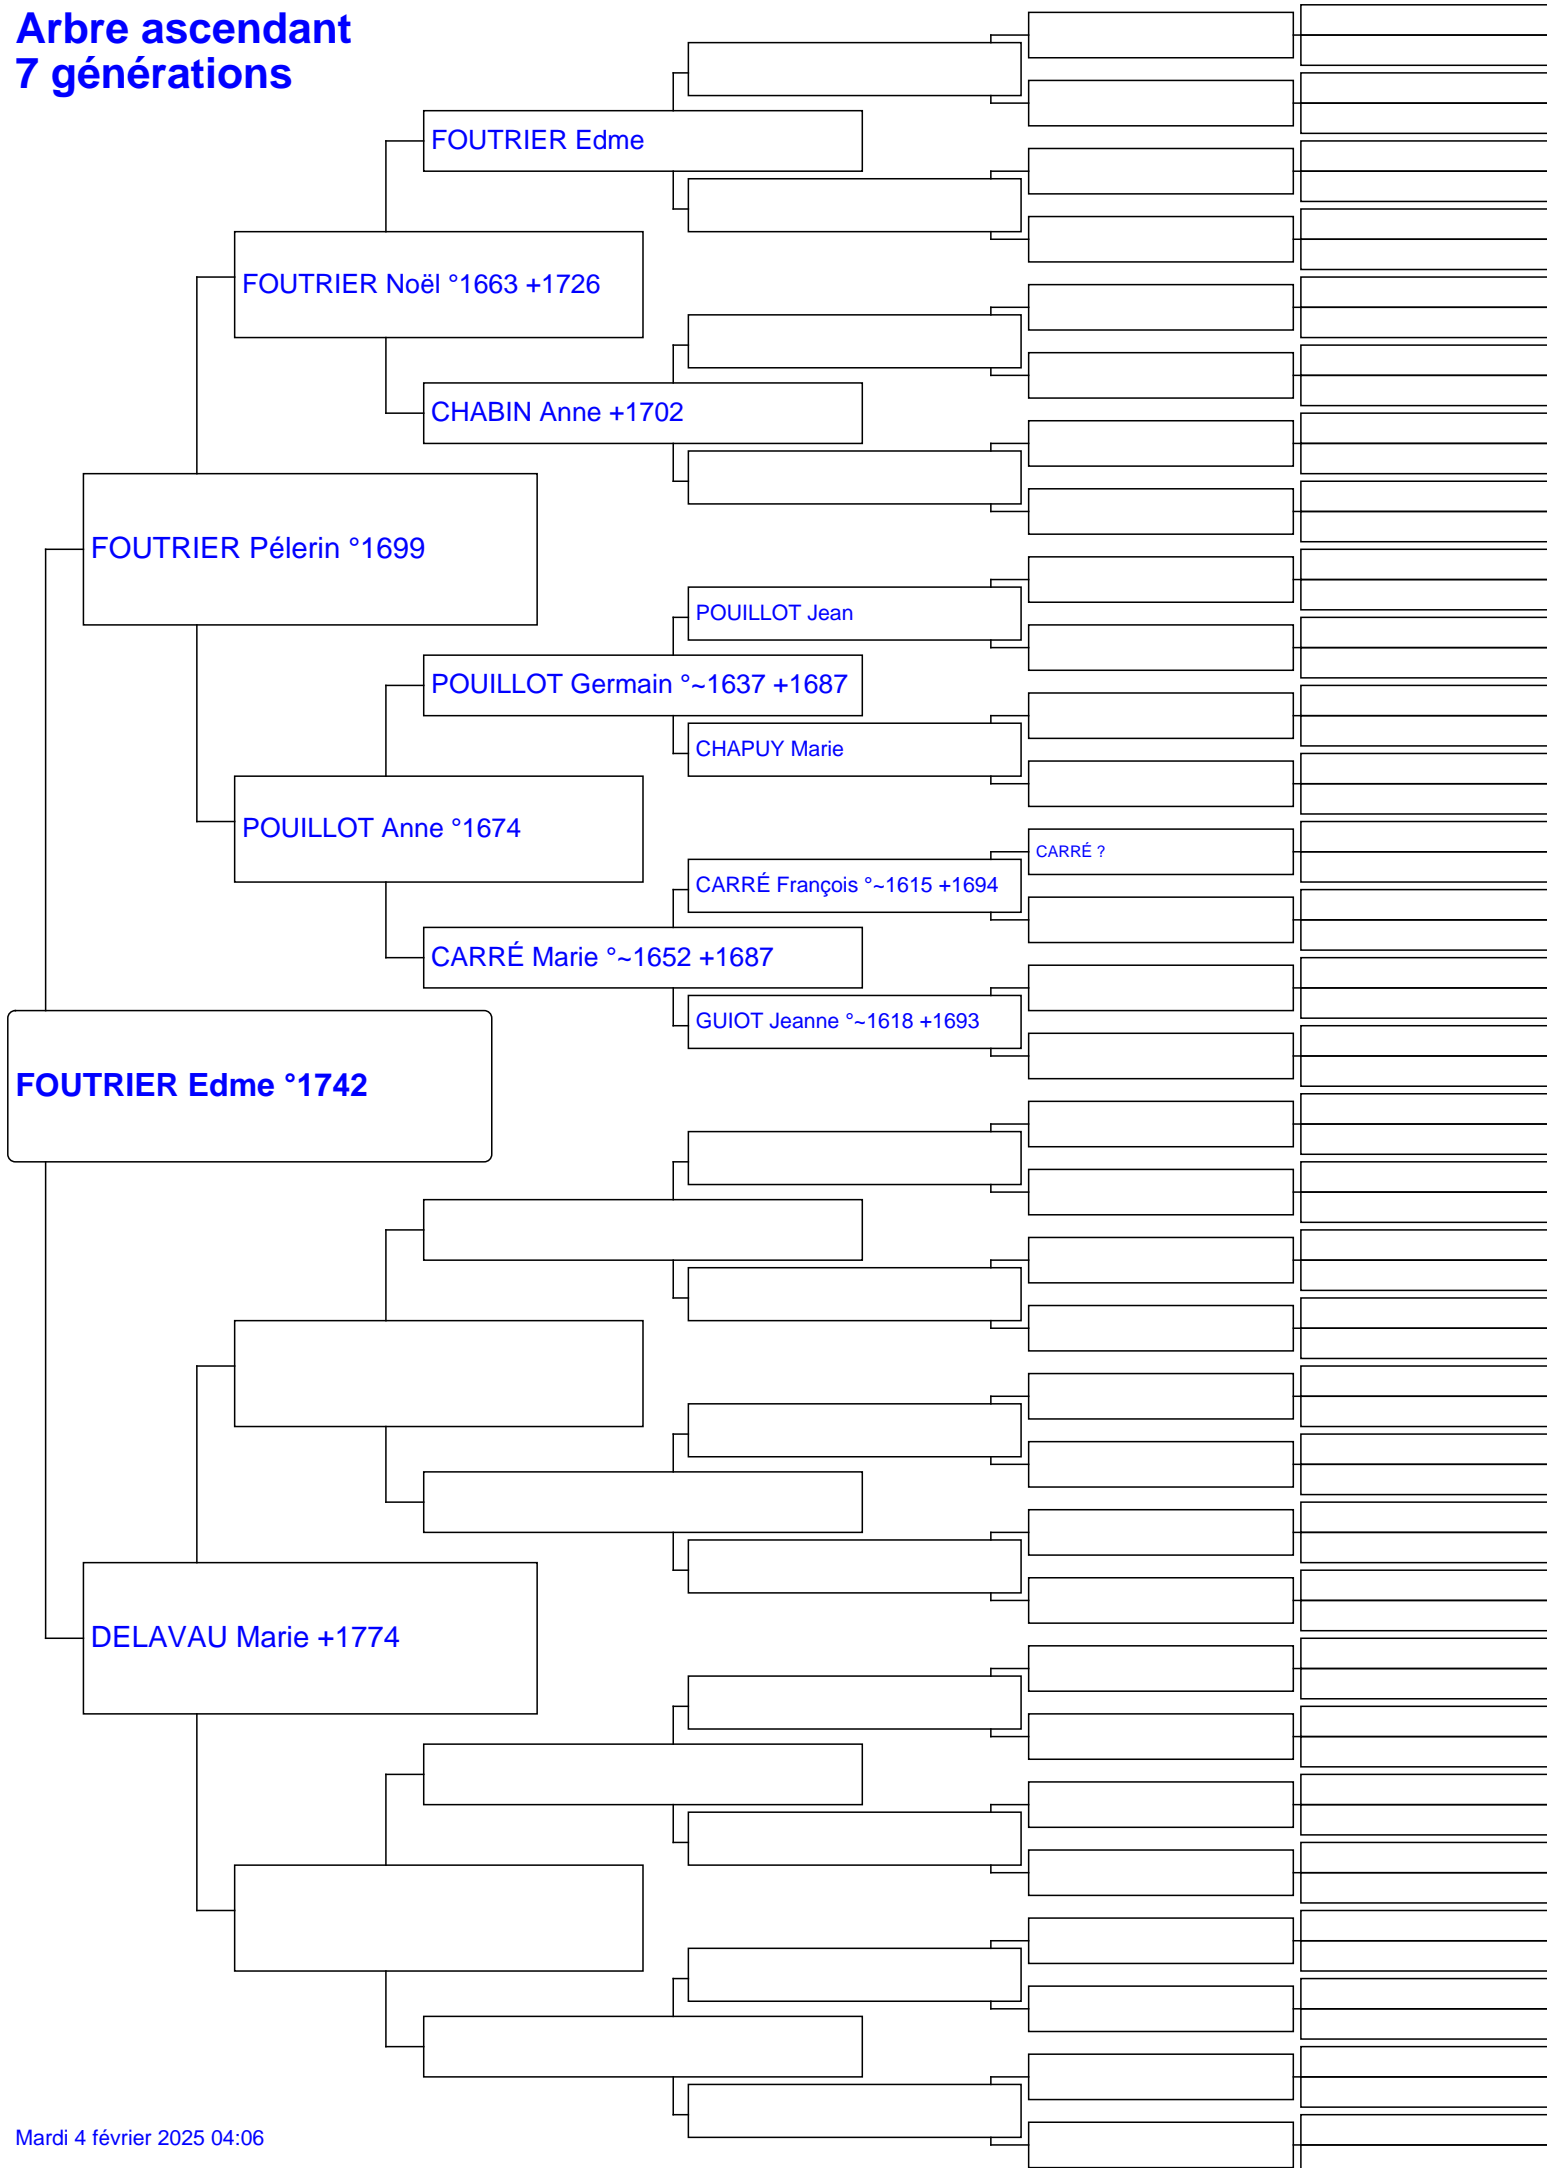 Arbre ascendant
7 générations
FOUTRIER Edme
FOUTRIER Noël °1663 +1726
CHABIN Anne +1702
FOUTRIER Pélerin °1699
POUILLOT Jean
POUILLOT Germain °~1637 +1687
CHAPUY Marie
POUILLOT Anne °1674
CARRÉ ?
CARRÉ François °~1615 +1694
CARRÉ Marie °~1652 +1687
GUIOT Jeanne °~1618 +1693
FOUTRIER Edme °1742
DELAVAU Marie +1774
Mardi 4 février 2025 04:06